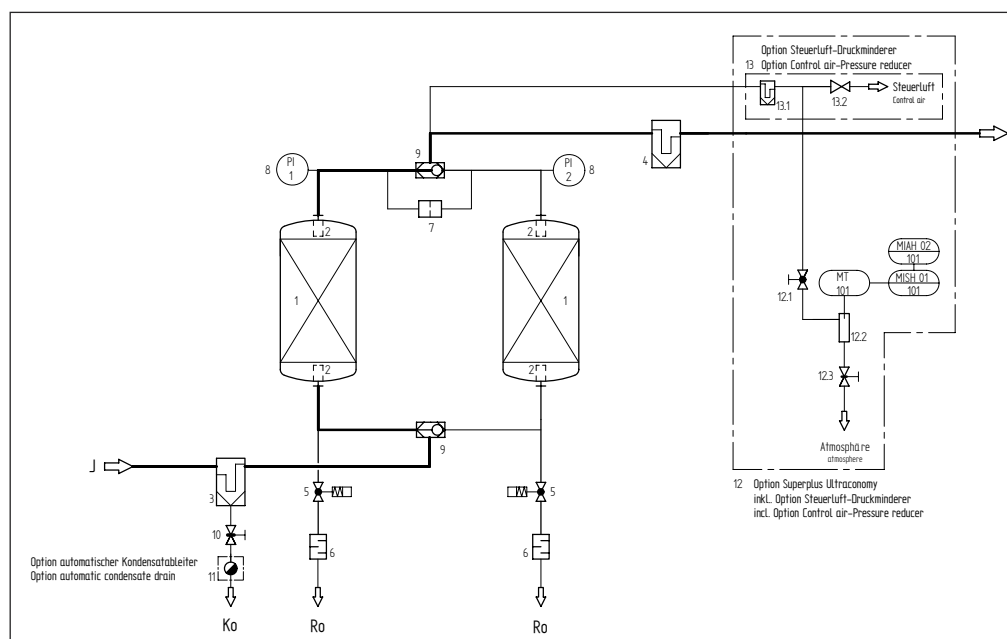 Option Steuerluft-Druckminderer
13 Option Control air-Pressure reducer
Steuerluft
Control air
13.1
13.2
9
4
8
PI
1
PI
2
8
7
2
2
1
1
2
2
MIAH 02
101
MT
101
MISH 01
101
12.1
12.2
12.3
Atmosphäre
atmosphere
9
J
3
5
5
12 Option Superplus Ultraconomy
inkl. Option Steuerluft-Druckminderer
incl. Option Control air-Pressure reducer
10
6
6
Option automatischer Kondensatableiter
Option automatic condensate drain
11
Ko
Ro
Ro